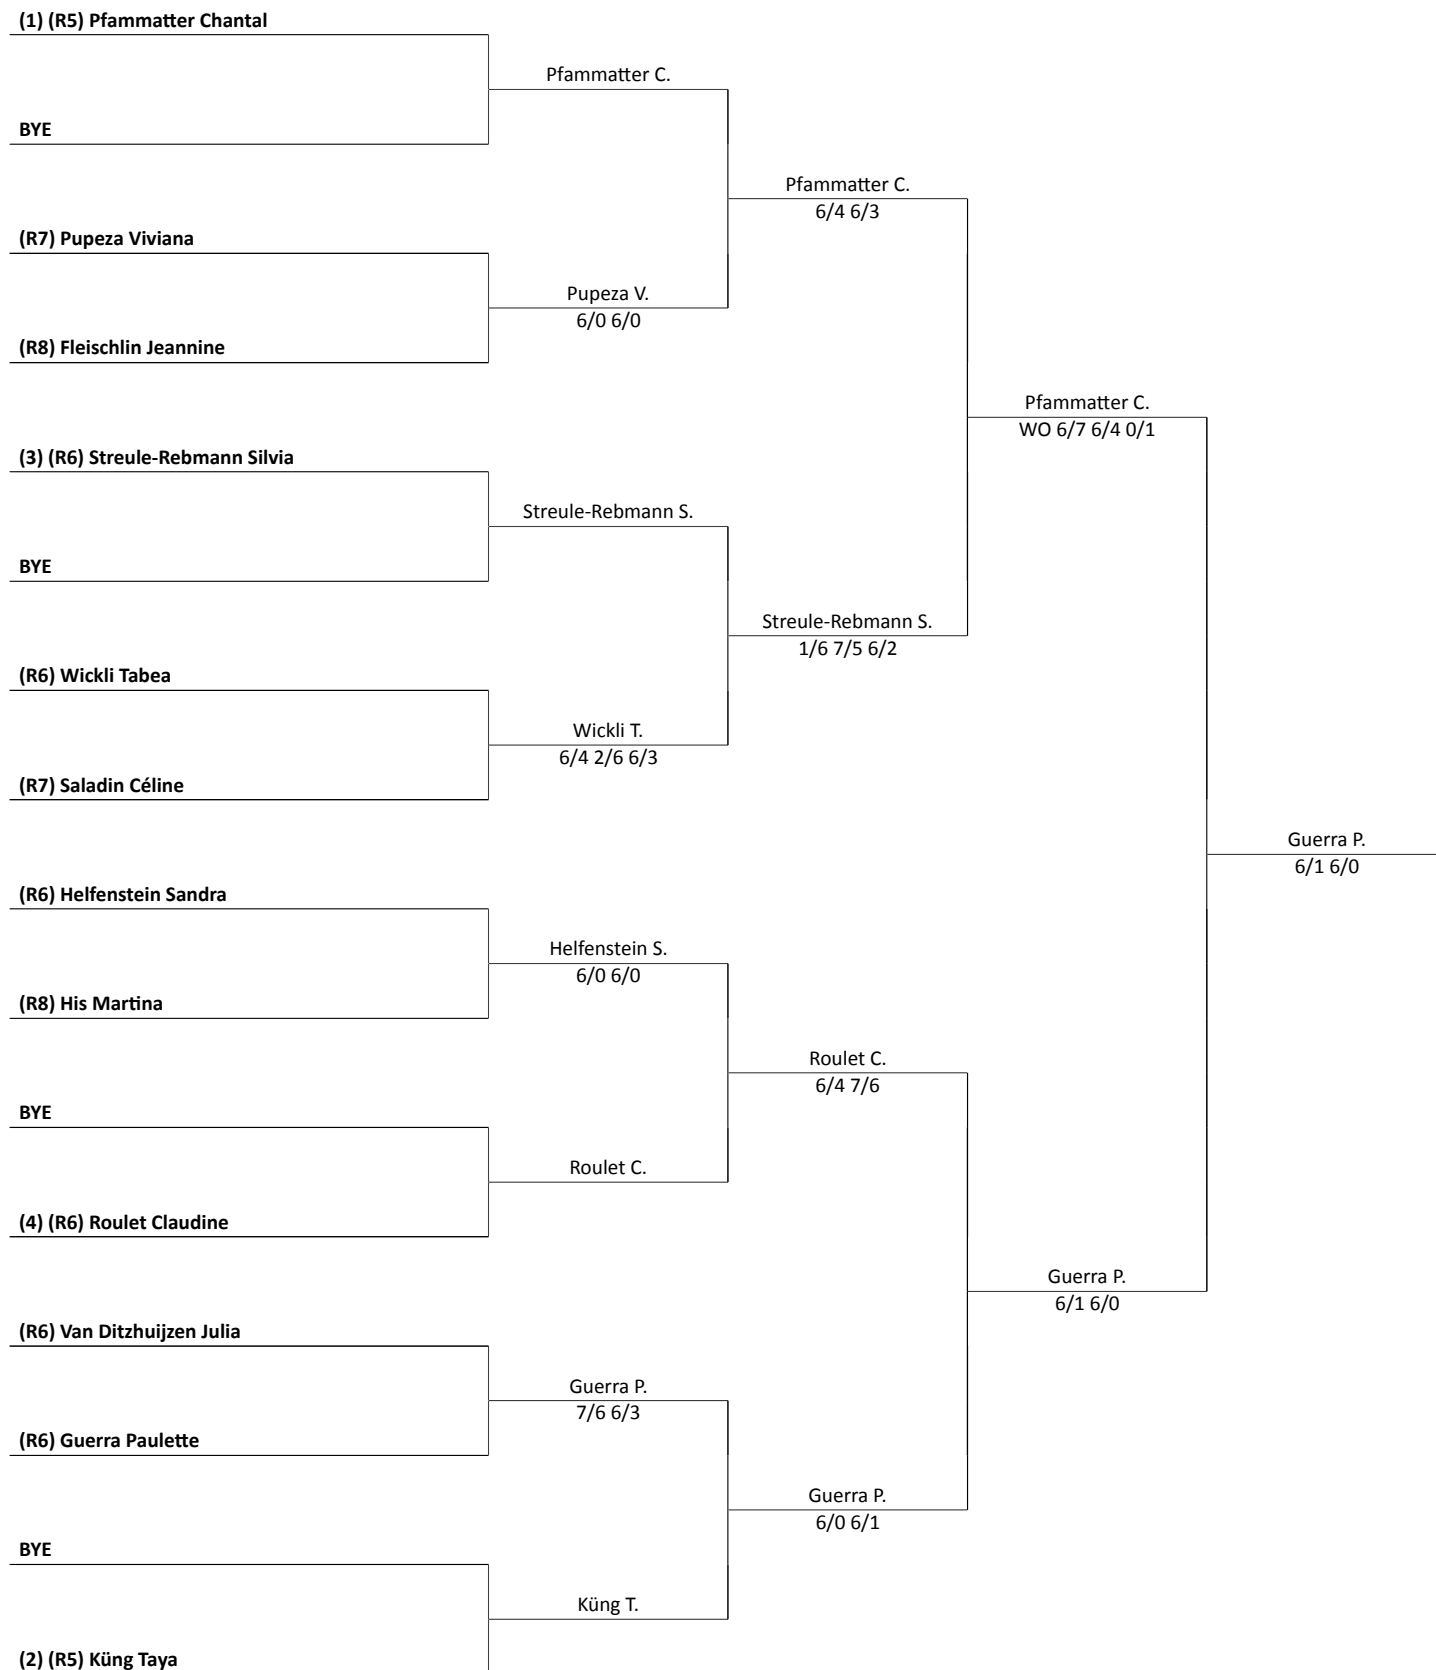 (1) (R5) Pfammatter Chantal
Pfammatter C.
BYE
Pfammatter C.
6/4 6/3
(R7) Pupeza Viviana
Pupeza V.
6/0 6/0
(R8) Fleischlin Jeannine
Pfammatter C.
WO 6/7 6/4 0/1
(3) (R6) Streule-Rebmann Silvia
Streule-Rebmann S.
BYE
Streule-Rebmann S.
1/6 7/5 6/2
(R6) Wickli Tabea
Wickli T.
6/4 2/6 6/3
(R7) Saladin Céline
Guerra P.
6/1 6/0
(R6) Helfenstein Sandra
Helfenstein S.
6/0 6/0
(R8) His Martina
Roulet C.
6/4 7/6
BYE
Roulet C.
(4) (R6) Roulet Claudine
Guerra P.
6/1 6/0
(R6) Van Ditzhuijzen Julia
Guerra P.
7/6 6/3
(R6) Guerra Paulette
Guerra P.
6/0 6/1
BYE
Küng T.
(2) (R5) Küng Taya